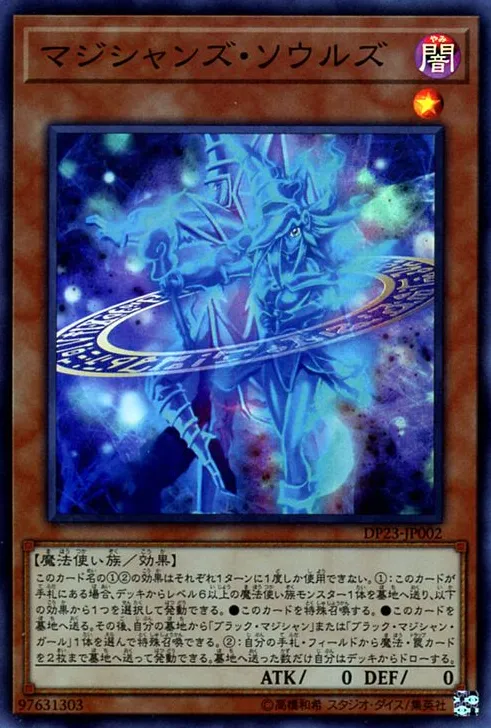 マジシャンズ・ソウルズ
やみ
闇
DP23-JP002
【魔法使い族/効果】
このカード名の①②の効果はそれぞれ1ターンに1度しか使用できない。①:このカードが
手札にある場合、デッキからレベル6以上の魔法使い族モンスター1体を墓地へ送り、以下
の効果から1つを選択して発動できる。●このカードを特殊召喚する。●このカードを
墓地へ送る。その後、自分の墓地から「ブラック・マジシャン」または「ブラック・マジシャン・
ガール」1体を選んで特殊召喚できる。②:自分の手札・フィールドから魔法・罠カード
を2枚まで墓地へ送って発動できる。墓地へ送った数だけ自分はデッキからドローする。
ATK/ 0 DEF/ 0
97631303
©高橋和希 スタジオ・ダイス/集英社